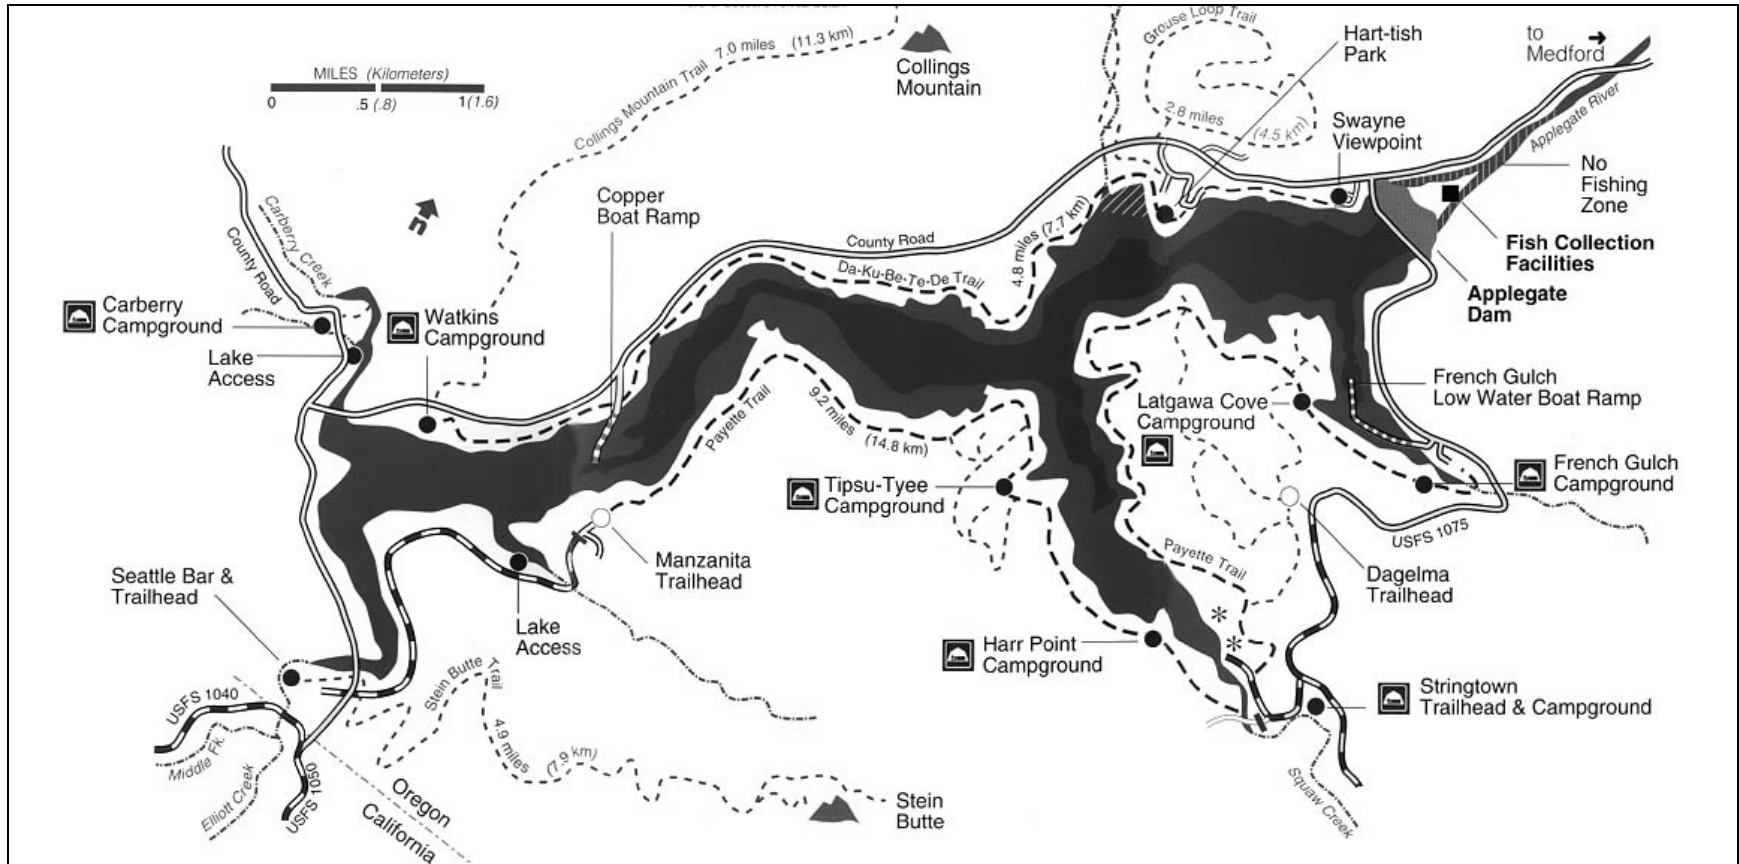 Grouse Loop Trail
Hart-tish
Park
to
Medford
Collings Mountain Trail 7.0 miles (11.3 km)
Collings
Mountain
MILES (Kilometers)
0 .5 (.8) 1 (1.6)
2.8 miles (4.5 km)
Swayne
Viewpoint
Applegate River
No
Fishing
Zone
Copper
Boat Ramp
n
Carberry Creek
County Road
County Road
Da-Ku-Be-Te-De Trail
4.8 miles (7.7 km)
Fish Collection
Facilities
Applegate
Dam
Carberry
Campground
Watkins
Campground
Lake
Access
French Gulch
Low Water Boat Ramp
Payette Trail
9.2 miles (14.8 km)
Latgawa Cove
Campground
French Gulch
Campground
Tipsu-Tyee
Campground
USFS 1075
Manzanita
Trailhead
Payette Trail
Dagelma
Trailhead
Seattle Bar &
Trailhead
Lake
Access
*
*
Harr Point
Campground
Stein Butte Trail
4.9 miles (7.9 km)
Stringtown
Trailhead & Campground
USFS 1040
Middle Fk.
Elliott Creek
USFS 1050
Oregon
California
Stein
Butte
Squaw Creek